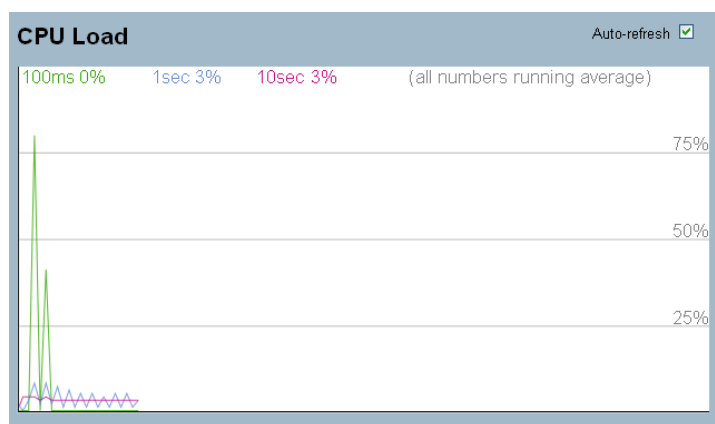 CPU Load
Auto-refresh
100ms 0% 1sec 3% 10sec 3% (all numbers running average)
75%
50%
25%